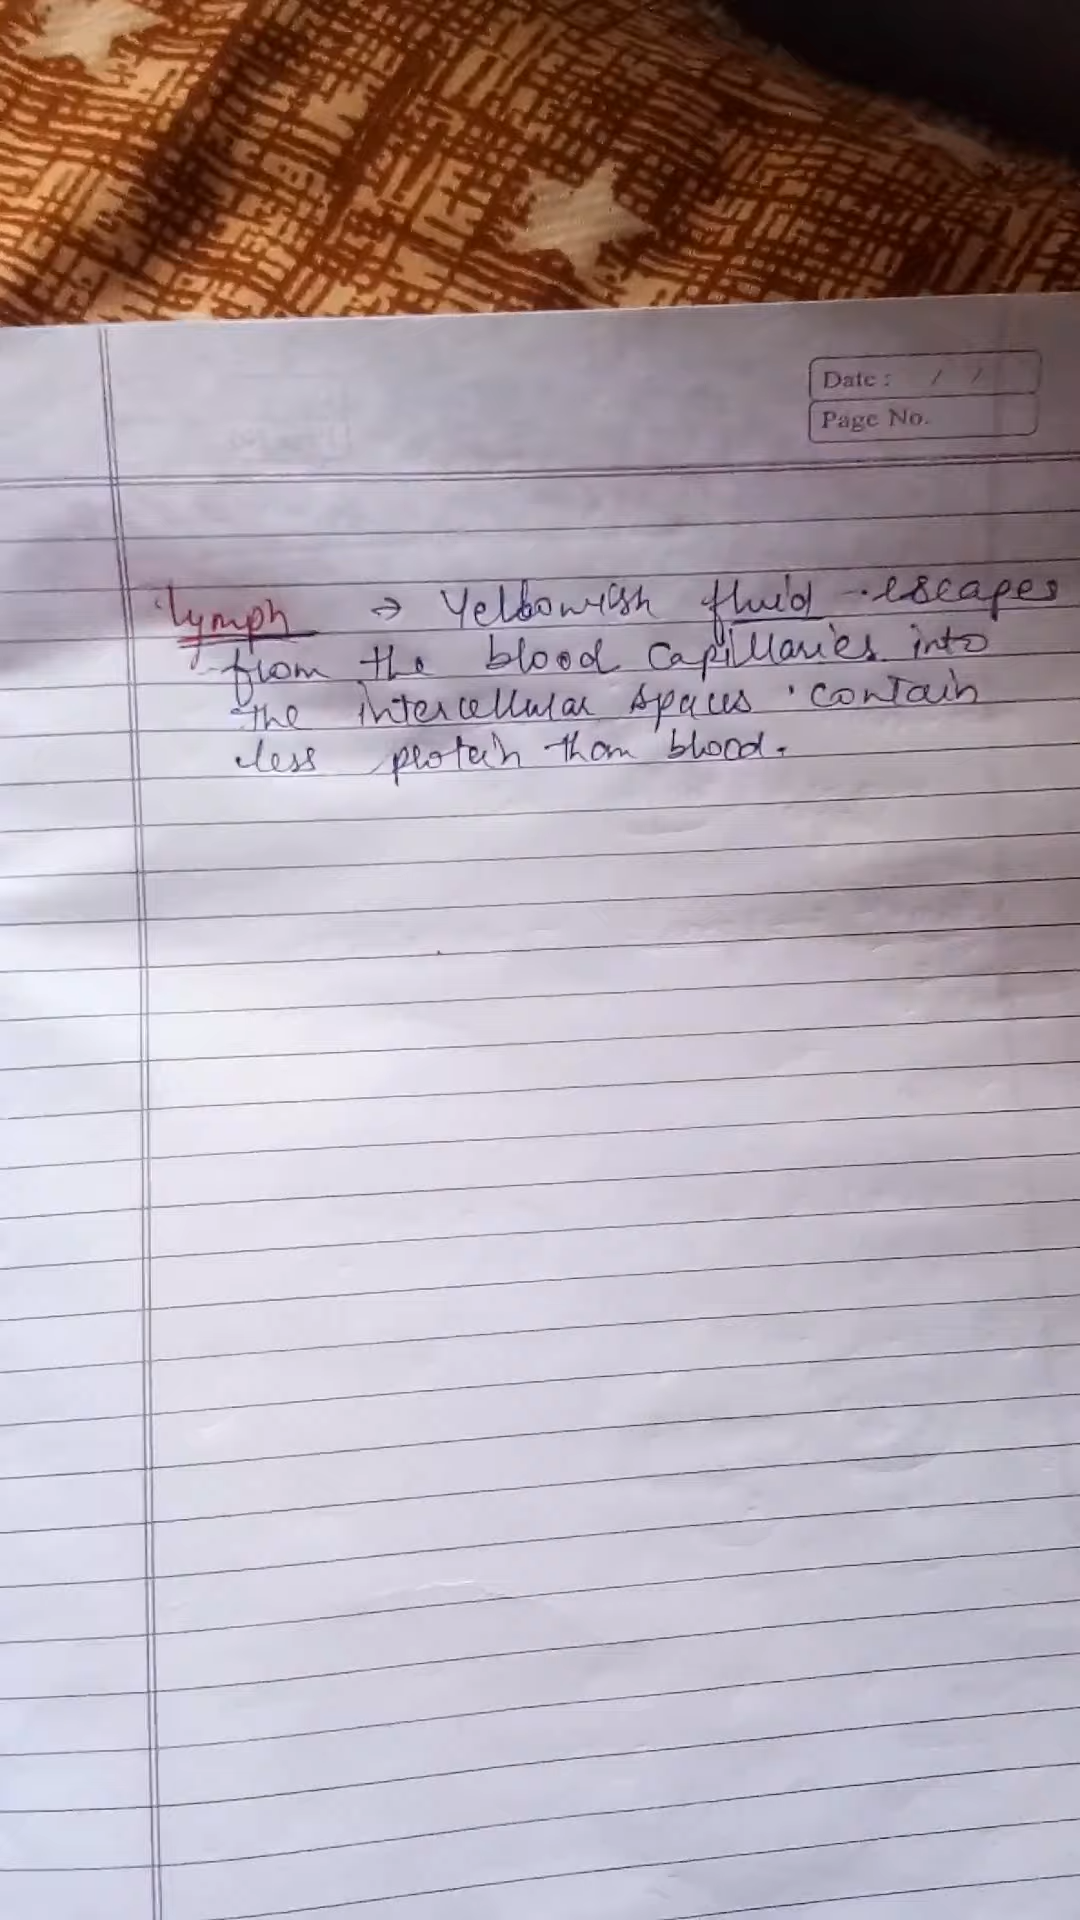 Date : / /
Page No.
Lymph → Yellowish fluid escapes
from the blood capillaries into
the intercellular spaces . contain
less protein than blood.